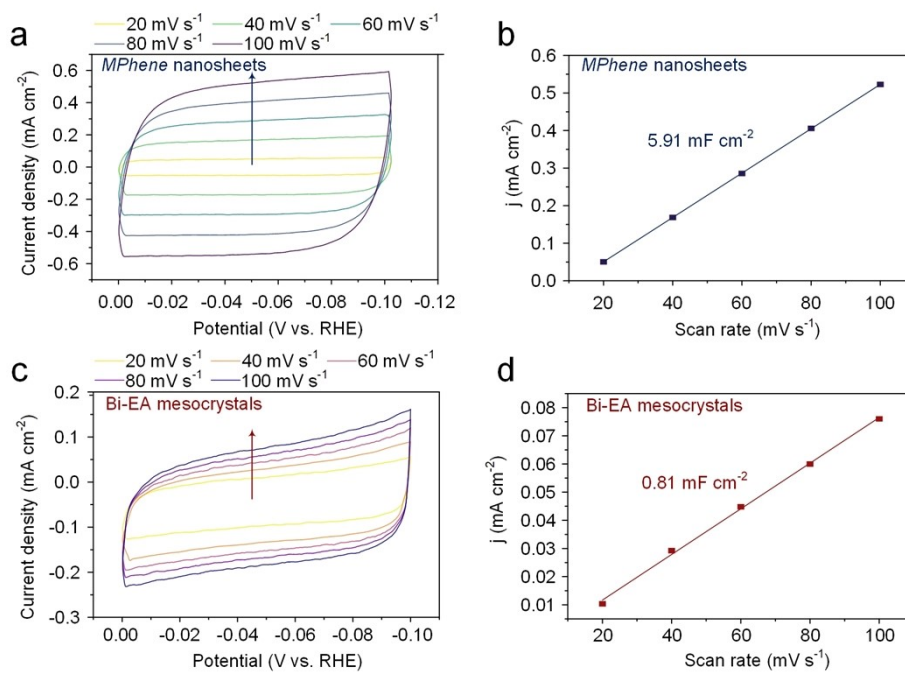 a
20 mV s⁻¹ 40 mV s⁻¹ 60 mV s⁻¹
80 mV s⁻¹ 100 mV s⁻¹
MPhene nanosheets
Current density (mA cm⁻²)
0.6
0.4
0.2
0.0
-0.2
-0.4
-0.6
0.00 -0.02 -0.04 -0.06 -0.08 -0.10 -0.12
Potential (V vs. RHE)
b
MPhene nanosheets
5.91 mF cm⁻²
j (mA cm⁻²)
0.5
0.4
0.3
0.2
0.1
0.0
20 40 60 80 100
Scan rate (mV s⁻¹)
c
20 mV s⁻¹ 40 mV s⁻¹ 60 mV s⁻¹
80 mV s⁻¹ 100 mV s⁻¹
Bi-EA mesocrystals
Current density (mA cm⁻²)
0.2
0.1
0.0
-0.1
-0.2
-0.3
0.00 -0.02 -0.04 -0.06 -0.08 -0.10
Potential (V vs. RHE)
d
Bi-EA mesocrystals
0.81 mF cm⁻²
j (mA cm⁻²)
0.08
0.07
0.06
0.05
0.04
0.03
0.02
0.01
20 40 60 80 100
Scan rate (mV s⁻¹)